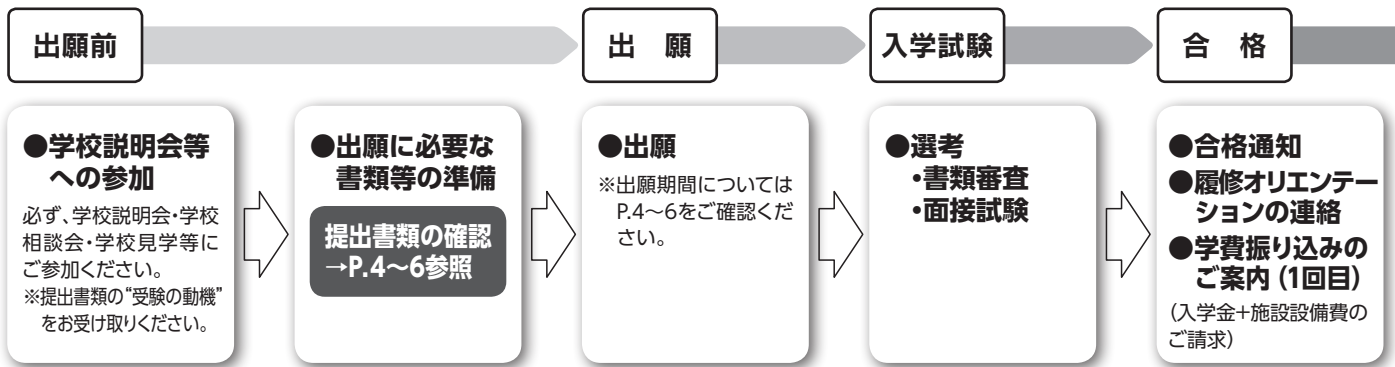 出願前
出　願
入学試験
合　格
●学校説明会等
への参加
必ず、学校説明会・学校
相談会・学校見学等に
ご参加ください。
※提出書類の“受験の動機”
をお受け取りください。
●出願に必要な
書類等の準備
提出書類の確認
→P.4〜6参照
●出願
※出願期間については
P.4〜6をご確認くだ
さい。
●選考
・書類審査
・面接試験
●合格通知
●履修オリエンテー
ションの連絡
●学費振り込みの
ご案内（1回目）
（入学金+施設設備費の
ご請求）